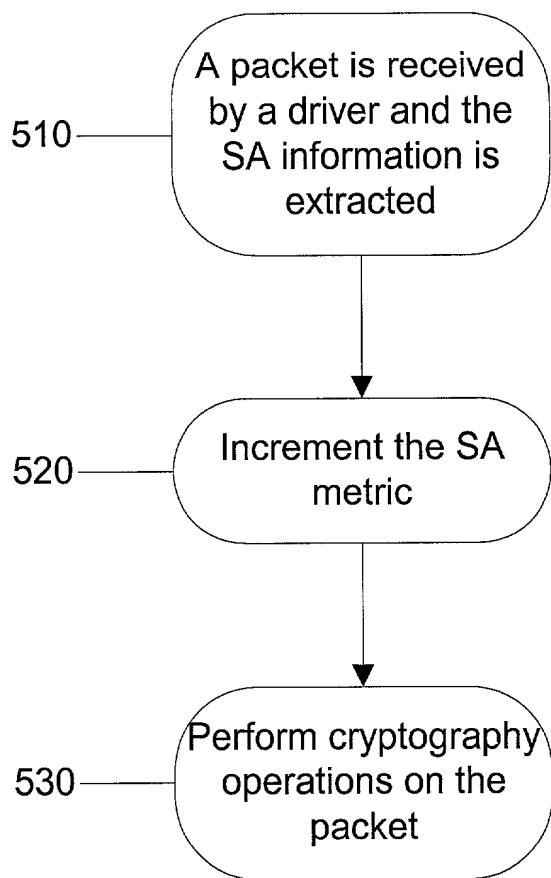 A packet is received
by a driver and the
510
SA information is
extracted
Increment the SA
520
metric
Perform cryptography
530
operations on the
packet